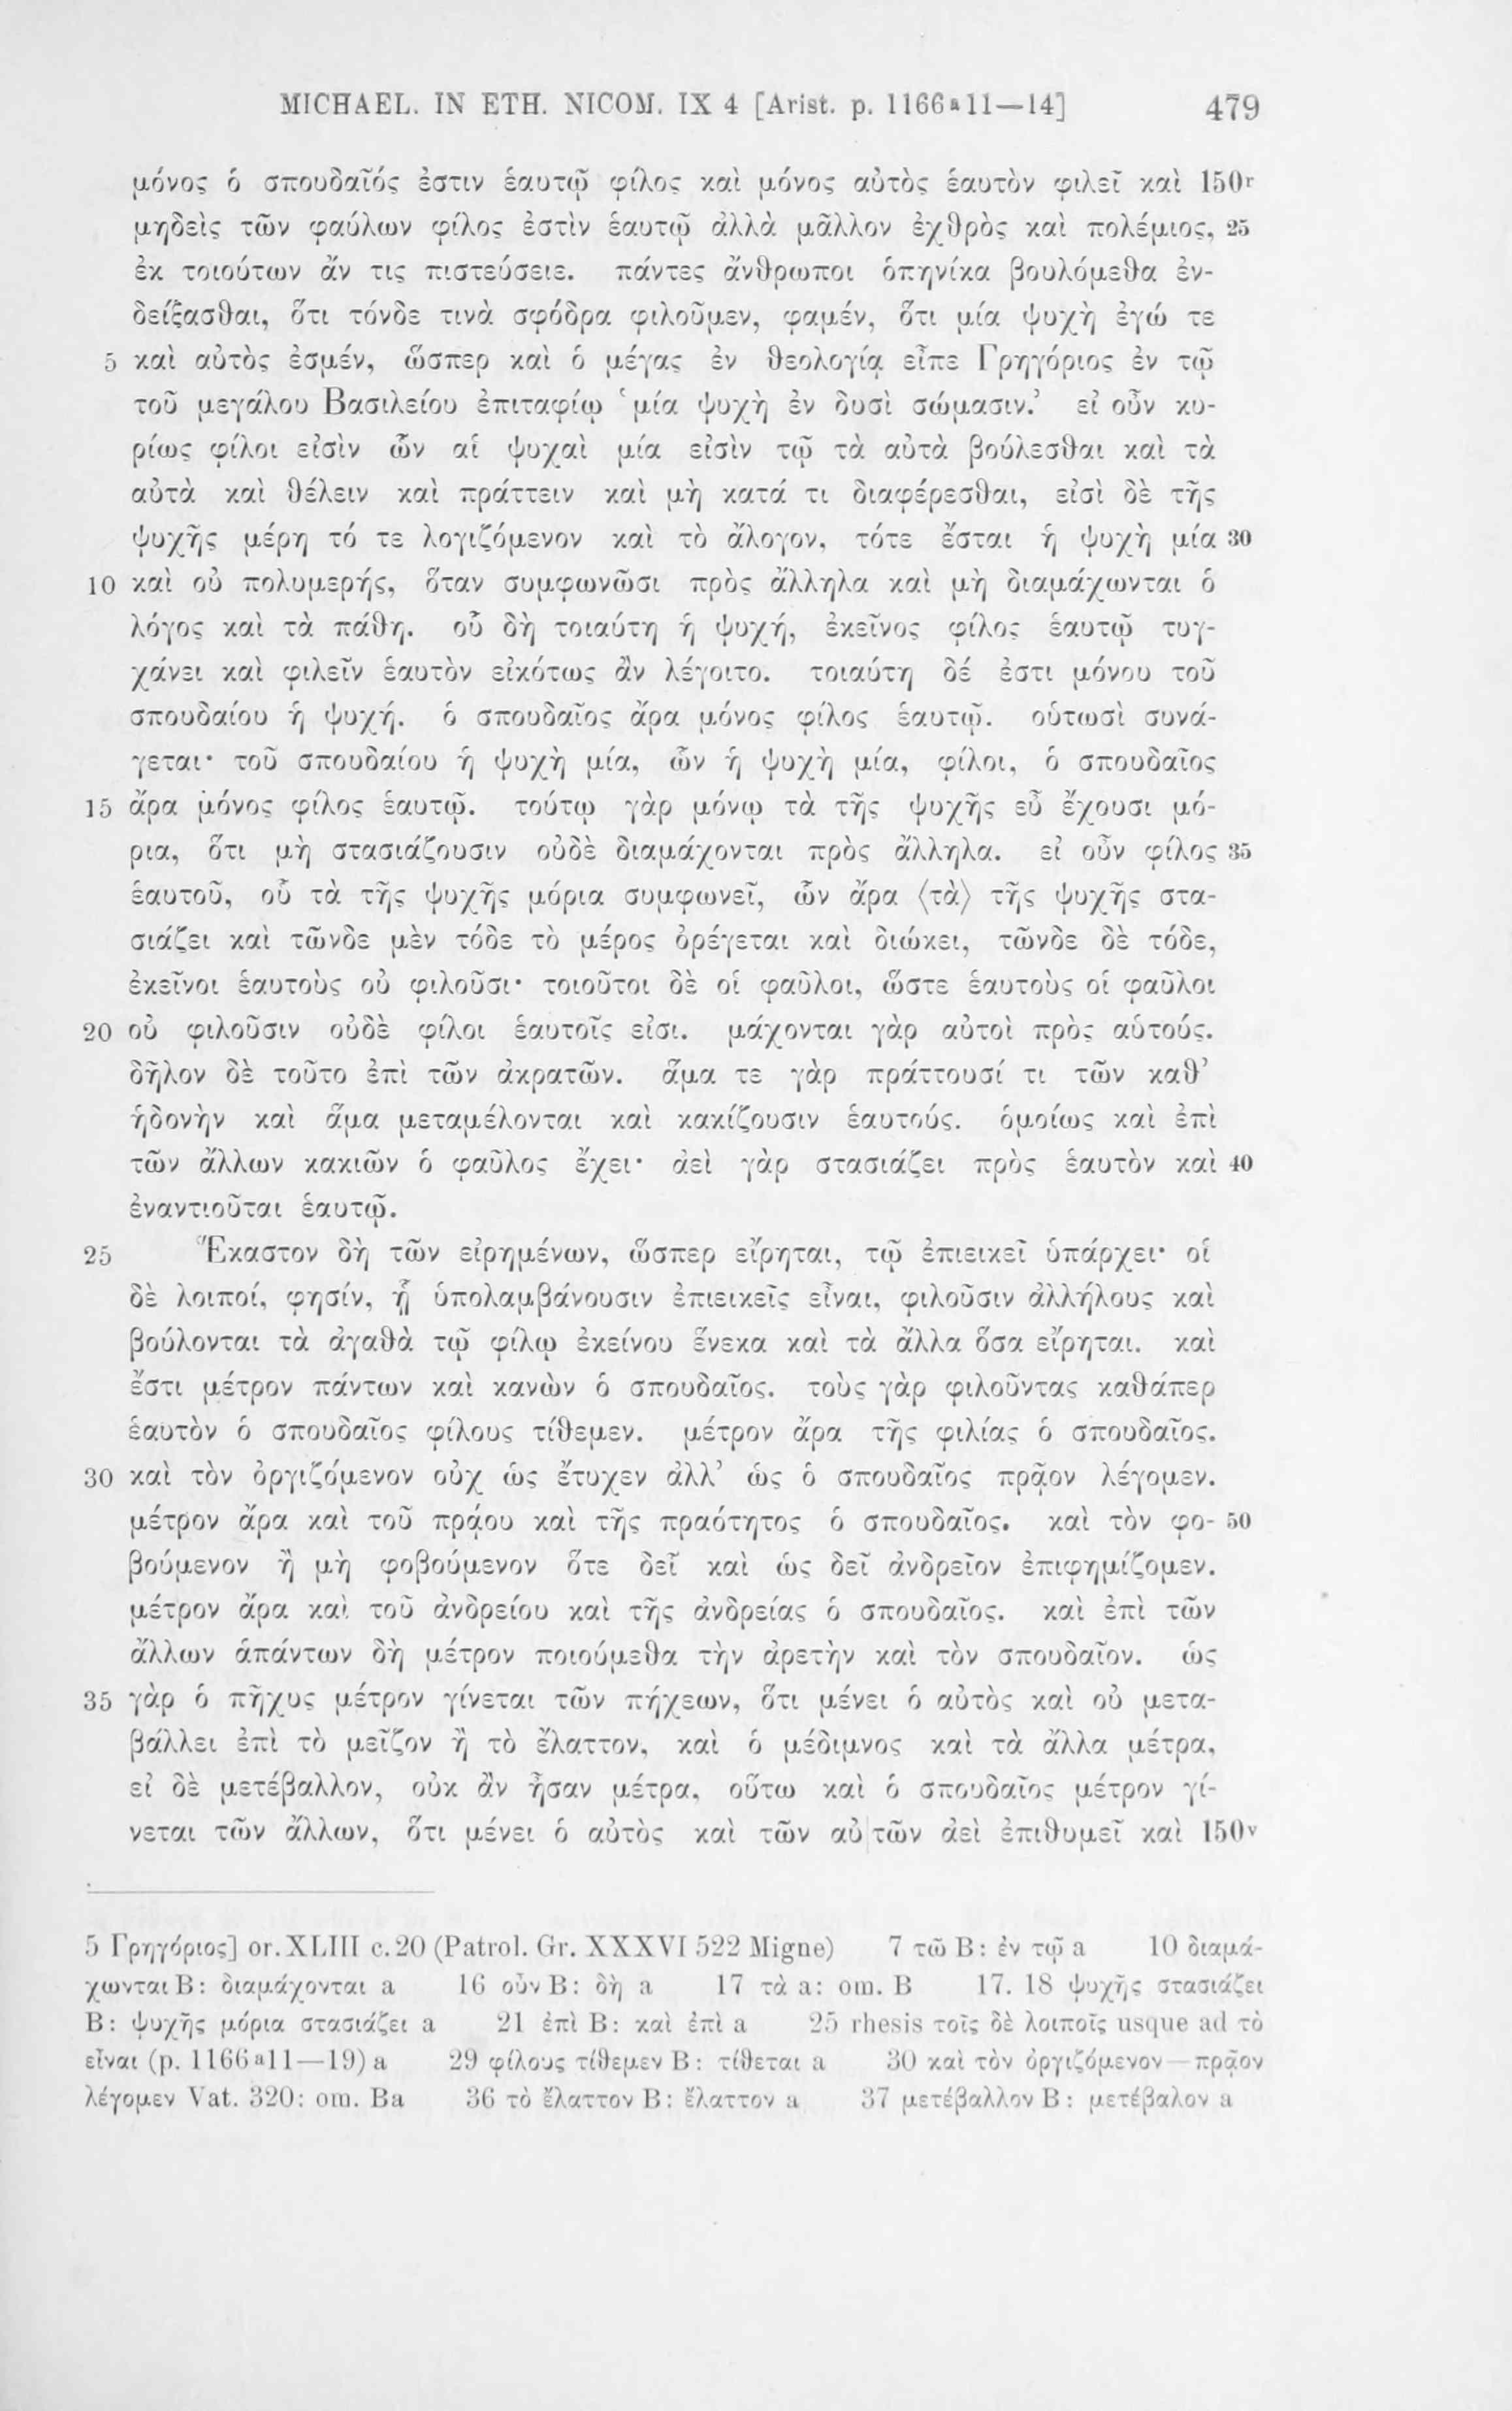 MICHAEL. IN ETH. NICOM. IX 4 [Arist. p. 1166a11—14] 479
μόνος ὁ σπουδαῖός ἐστιν ἑαυτῷ φίλος καὶ μόνος αὐτὸς ἑαυτὸν φιλεῖ καὶ 150r
μηδεὶς τῶν φαύλων φίλος ἐστὶν ἑαυτῷ ἀλλὰ μᾶλλον ἐχθρὸς καὶ πολέμιος, 25
ἐκ τοιούτων ἄν τις πιστεύσειε. πάντες ἄνθρωποι ὁπηνίκα βουλόμεθα ἐν-
δείξασθαι, ὅτι τόνδε τινὰ σφόδρα φιλοῦμεν, φαμέν, ὅτι μία ψυχὴ ἐγώ τε
5 καὶ αὐτὸς ἐσμέν, ὥσπερ καὶ ὁ μέγας ἐν θεολογίᾳ εἶπε Γρηγόριος ἐν τῷ
τοῦ μεγάλου Βασιλείου ἐπιταφίῳ ‘μία ψυχὴ ἐν δυσὶ σώμασιν.’ εἰ οὖν κυ-
ρίως φίλοι εἰσὶν ὧν αἱ ψυχαὶ μία εἰσὶν τῷ τὰ αὐτὰ βούλεσθαι καὶ τὰ
αὐτὰ καὶ θέλειν καὶ πράττειν καὶ μὴ κατά τι διαφέρεσθαι, εἰσὶ δὲ τῆς
ψυχῆς μέρη τό τε λογιζόμενον καὶ τὸ ἄλογον, τότε ἔσται ἡ ψυχὴ μία 30
10 καὶ οὐ πολυμερής, ὅταν συμφωνῶσι πρὸς ἄλληλα καὶ μὴ διαμάχωνται ὁ
λόγος καὶ τὰ πάθη. οὗ δὴ τοιαύτη ἡ ψυχή, ἐκεῖνος φίλος ἑαυτῷ τυγ-
χάνει καὶ φιλεῖν ἑαυτὸν εἰκότως ἂν λέγοιτο. τοιαύτη δέ ἐστι μόνου τοῦ
σπουδαίου ἡ ψυχή. ὁ σπουδαῖος ἄρα μόνος φίλος ἑαυτῷ. οὑτωσὶ συνά-
γεται· τοῦ σπουδαίου ἡ ψυχὴ μία, ὧν ἡ ψυχὴ μία, φίλοι, ὁ σπουδαῖος
15 ἄρα μόνος φίλος ἑαυτῷ. τούτῳ γὰρ μόνῳ τὰ τῆς ψυχῆς εὖ ἔχουσι μό-
ρια, ὅτι μὴ στασιάζουσιν οὐδὲ διαμάχονται πρὸς ἄλληλα. εἰ οὖν φίλος 35
ἑαυτοῦ, οὗ τὰ τῆς ψυχῆς μόρια συμφωνεῖ, ὧν ἄρα ⟨τὰ⟩ τῆς ψυχῆς στα-
σιάζει καὶ τῶνδε μὲν τόδε τὸ μέρος ὀρέγεται καὶ διώκει, τῶνδε δὲ τόδε,
ἐκεῖνοι ἑαυτοὺς οὐ φιλοῦσι· τοιοῦτοι δὲ οἱ φαῦλοι, ὥστε ἑαυτοὺς οἱ φαῦλοι
20 οὐ φιλοῦσιν οὐδὲ φίλοι ἑαυτοῖς εἰσι. μάχονται γὰρ αὐτοὶ πρὸς αὑτούς.
δῆλον δὲ τοῦτο ἐπὶ τῶν ἀκρατῶν. ἅμα τε γὰρ πράττουσί τι τῶν καθ’
ἡδονὴν καὶ ἅμα μεταμέλονται καὶ κακίζουσιν ἑαυτούς. ὁμοίως καὶ ἐπὶ
τῶν ἄλλων κακιῶν ὁ φαῦλος ἔχει· ἀεὶ γὰρ στασιάζει πρὸς ἑαυτὸν καὶ 40
ἐναντιοῦται ἑαυτῷ.
25 Ἕκαστον δὴ τῶν εἰρημένων, ὥσπερ εἴρηται, τῷ ἐπιεικεῖ ὑπάρχει· οἱ
δὲ λοιποί, φησίν, ᾗ ὑπολαμβάνουσιν ἐπιεικεῖς εἶναι, φιλοῦσιν ἀλλήλους καὶ
βούλονται τὰ ἀγαθὰ τῷ φίλῳ ἐκείνου ἕνεκα καὶ τὰ ἄλλα ὅσα εἴρηται. καὶ
ἔστι μέτρον πάντων καὶ κανὼν ὁ σπουδαῖος. τοὺς γὰρ φιλοῦντας καθάπερ
ἑαυτὸν ὁ σπουδαῖος φίλους τίθεμεν. μέτρον ἄρα τῆς φιλίας ὁ σπουδαῖος.
30 καὶ τὸν ὀργιζόμενον οὐχ ὡς ἔτυχεν ἀλλ’ ὡς ὁ σπουδαῖος πρᾷον λέγομεν.
μέτρον ἄρα καὶ τοῦ πρᾴου καὶ τῆς πραότητος ὁ σπουδαῖος. καὶ τὸν φο- 50
βούμενον ἢ μὴ φοβούμενον ὅτε δεῖ καὶ ὡς δεῖ ἀνδρεῖον ἐπιφημίζομεν.
μέτρον ἄρα καὶ τοῦ ἀνδρείου καὶ τῆς ἀνδρείας ὁ σπουδαῖος. καὶ ἐπὶ τῶν
ἄλλων ἁπάντων δὴ μέτρον ποιούμεθα τὴν ἀρετὴν καὶ τὸν σπουδαῖον. ὡς
35 γὰρ ὁ πῆχυς μέτρον γίνεται τῶν πήχεων, ὅτι μένει ὁ αὐτὸς καὶ οὐ μετα-
βάλλει ἐπὶ τὸ μεῖζον ἢ τὸ ἔλαττον, καὶ ὁ μέδιμνος καὶ τὰ ἄλλα μέτρα,
εἰ δὲ μετέβαλλον, οὐκ ἂν ἦσαν μέτρα, οὕτω καὶ ὁ σπουδαῖος μέτρον γί-
νεται τῶν ἄλλων, ὅτι μένει ὁ αὐτὸς καὶ τῶν αὐ|τῶν ἀεὶ ἐπιθυμεῖ καὶ 150v
5 Γρηγόριος] or. XLIII c. 20 (Patrol. Gr. XXXVI 522 Migne) 7 τῶ B: ἐν τῷ a 10 διαμά-
χωνται B: διαμάχονται a 16 οὖν B: δὴ a 17 τὰ a: om. B 17. 18 ψυχῆς στασιάζει
B: ψυχῆς μόρια στασιάζει a 21 ἐπὶ B: καὶ ἐπὶ a 25 rhesis τοῖς δὲ λοιποῖς usque ad τὸ
εἶναι (p. 1166a11—19) a 29 φίλους τίθεμεν B: τίθεται a 30 καὶ τὸν ὀργιζόμενον—πρᾷον
λέγομεν Vat. 320: om. Ba 36 τὸ ἔλαττον B: ἔλαττον a 37 μετέβαλλον B: μετέβαλον a